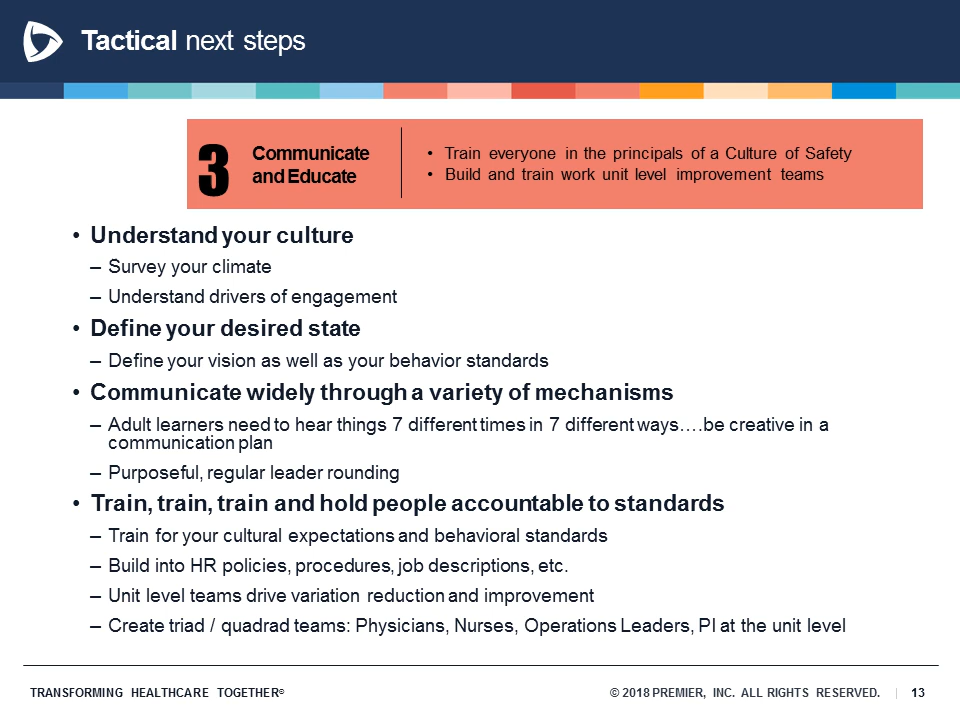 Tactical next steps
3
Communicate
and Educate
• Train everyone in the principals of a Culture of Safety
• Build and train work unit level improvement teams
• Understand your culture
– Survey your climate
– Understand drivers of engagement
• Define your desired state
– Define your vision as well as your behavior standards
• Communicate widely through a variety of mechanisms
– Adult learners need to hear things 7 different times in 7 different ways….be creative in a
communication plan
– Purposeful, regular leader rounding
• Train, train, train and hold people accountable to standards
– Train for your cultural expectations and behavioral standards
– Build into HR policies, procedures, job descriptions, etc.
– Unit level teams drive variation reduction and improvement
– Create triad / quadrad teams: Physicians, Nurses, Operations Leaders, PI at the unit level
TRANSFORMING HEALTHCARE TOGETHER®
© 2018 PREMIER, INC. ALL RIGHTS RESERVED. | 13